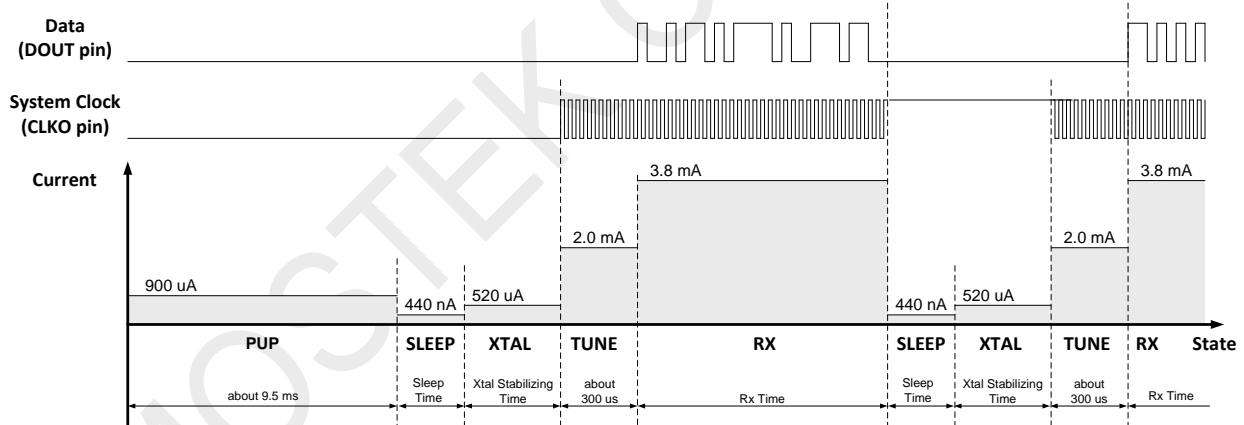 Data
(DOUT pin)
System Clock
(CLKO pin)
Current
3.8 mA
3.8 mA
2.0 mA
2.0 mA
900 uA
440 nA
520 uA
440 nA
520 uA
PUP
SLEEP
XTAL
TUNE
RX
SLEEP
XTAL
TUNE
RX
State
about 9.5 ms
Sleep
Time
Xtal Stabilizing
Time
about
300 us
Rx Time
Sleep
Time
Xtal Stabilizing
Time
about
300 us
Rx Time
MOSTEK